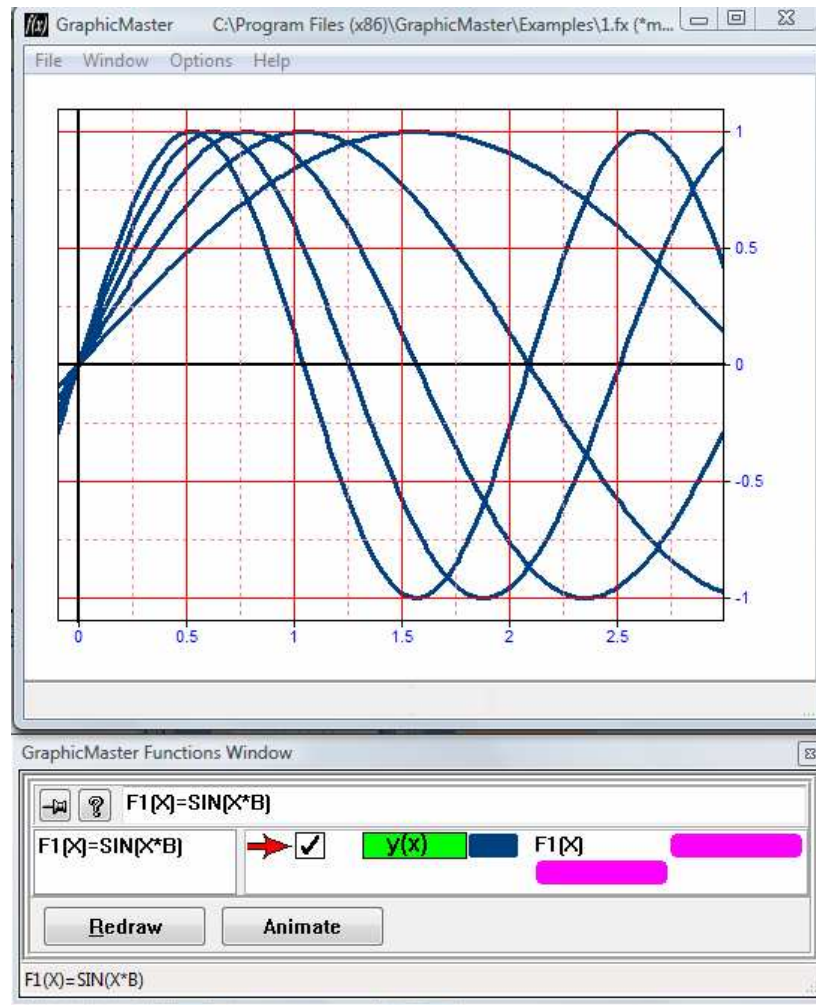 f(x) GraphicMaster C:\Program Files (x86)\GraphicMaster\Examples\1.fx (*m...
File Window Options Help
1
0.5
0
-0.5
-1
0 0.5 1 1.5 2 2.5
GraphicMaster Functions Window
? F1(X)=SIN(X*B)
F1(X)=SIN(X*B) y(x) F1(X)
Redraw Animate
F1(X)=SIN(X*B)